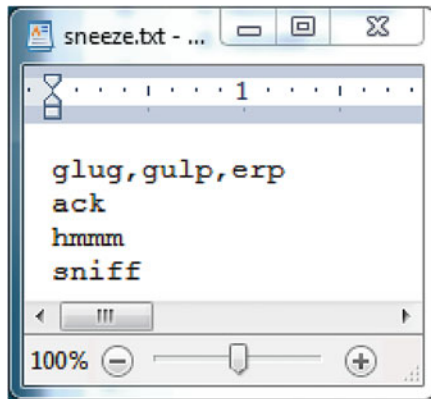 sneeze.txt - ...
1
glug,gulp,erp
ack
hmmm
sniff
100%